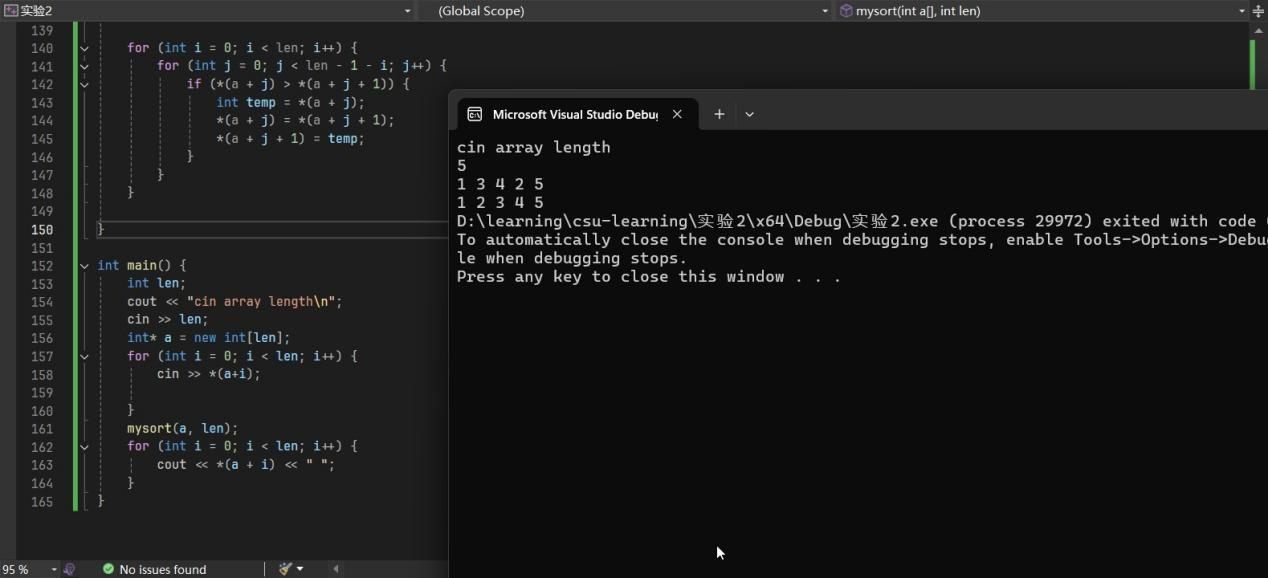 实验2 (Global Scope) mysort(int a[], int len)
139
140 for (int i = 0; i < len; i++) {
141 for (int j = 0; j < len - 1 - i; j++) {
142 if (*(a + j) > *(a + j + 1)) {
143 int temp = *(a + j);
144 *(a + j) = *(a + j + 1);
145 *(a + j + 1) = temp;
146 }
147 }
148 }
149
150 }
151
152 int main() {
153 int len;
154 cout << "cin array length\n";
155 cin >> len;
156 int* a = new int[len];
157 for (int i = 0; i < len; i++) {
158 cin >> *(a+i);
159
160 }
161 mysort(a, len);
162 for (int i = 0; i < len; i++) {
163 cout << *(a + i) << " ";
164 }
165 }
95 % No issues found
Microsoft Visual Studio Debug
cin array length
5
1 3 4 2 5
1 2 3 4 5
D:\learning\csu-learning\实验2\x64\Debug\实验2.exe (process 29972) exited with code
To automatically close the console when debugging stops, enable Tools->Options->Debu
le when debugging stops.
Press any key to close this window . . .